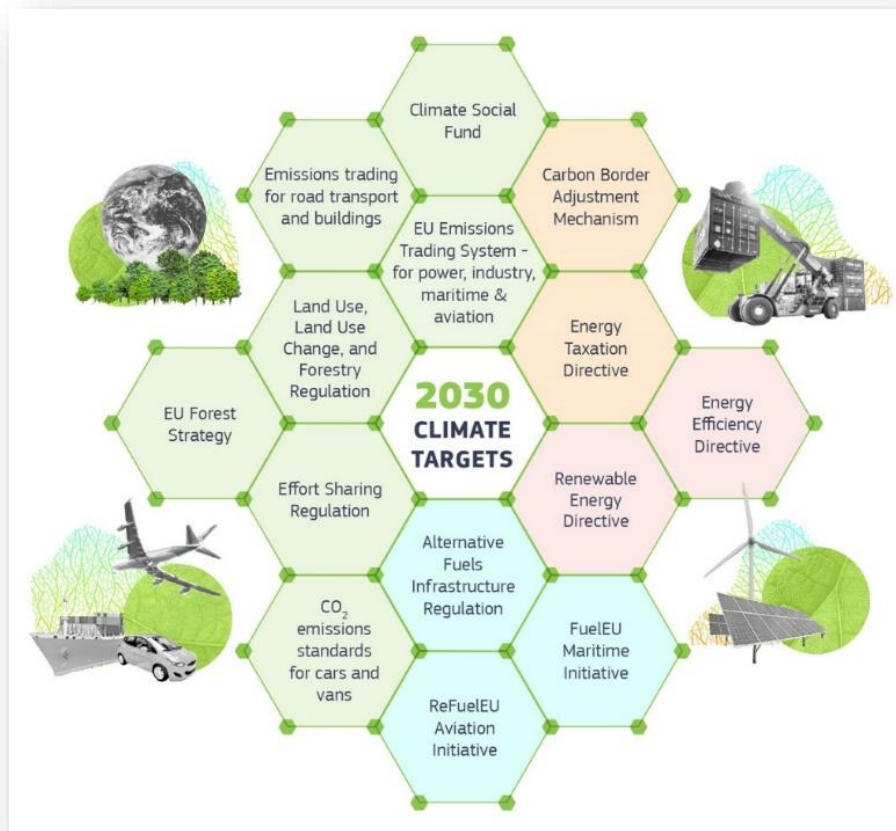 Climate Social
Fund
Emissions trading
for road transport
and buildings
Carbon Border
Adjustment
Mechanism
EU Emissions
Trading System -
for power, industry,
maritime &
aviation
Land Use,
Land Use
Change, and
Forestry
Regulation
Energy
Taxation
Directive
EU Forest
Strategy
2030
CLIMATE
TARGETS
Energy
Efficiency
Directive
Effort Sharing
Regulation
Renewable
Energy
Directive
Alternative
Fuels
Infrastructure
Regulation
CO₂
emissions
standards
for cars and
vans
FuelEU
Maritime
Initiative
ReFuelEU
Aviation
Initiative